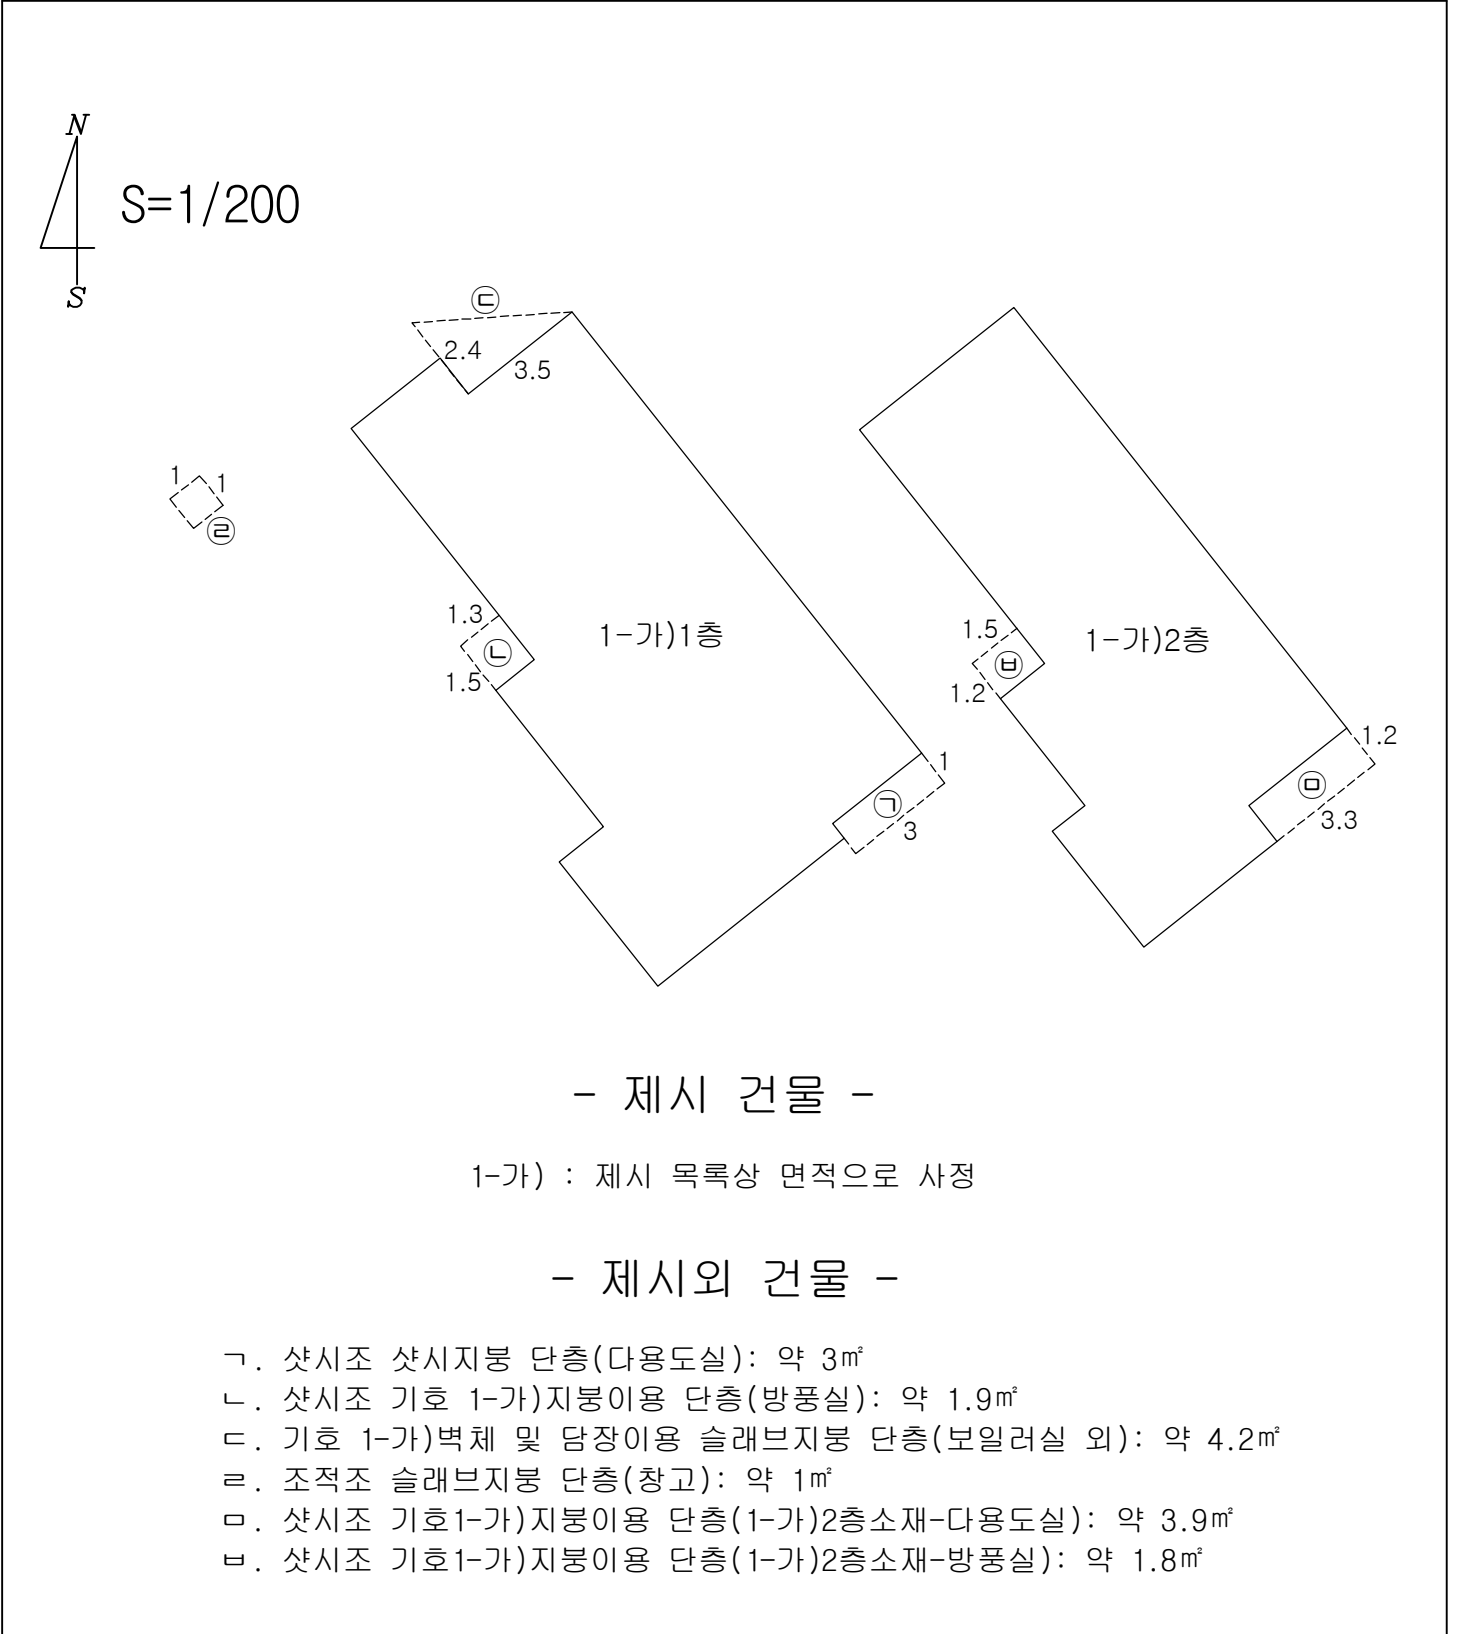 N
S=1/200
S
㉢
2.4
3.5
1
1
㉣
1.3
㉡
1.5
1-가)1층
1.5
㉥
1.2
1-가)2층
1
㉠
3
1.2
㉤
3.3
- 제시 건물 -
1-가) : 제시 목록상 면적으로 사정
- 제시외 건물 -
ㄱ. 샷시조 샷시지붕 단층(다용도실): 약 3㎡
ㄴ. 샷시조 기호 1-가)지붕이용 단층(방풍실): 약 1.9㎡
ㄷ. 기호 1-가)벽체 및 담장이용 슬래브지붕 단층(보일러실 외): 약 4.2㎡
ㄹ. 조적조 슬래브지붕 단층(창고): 약 1㎡
ㅁ. 샷시조 기호1-가)지붕이용 단층(1-가)2층소재-다용도실): 약 3.9㎡
ㅂ. 샷시조 기호1-가)지붕이용 단층(1-가)2층소재-방풍실): 약 1.8㎡